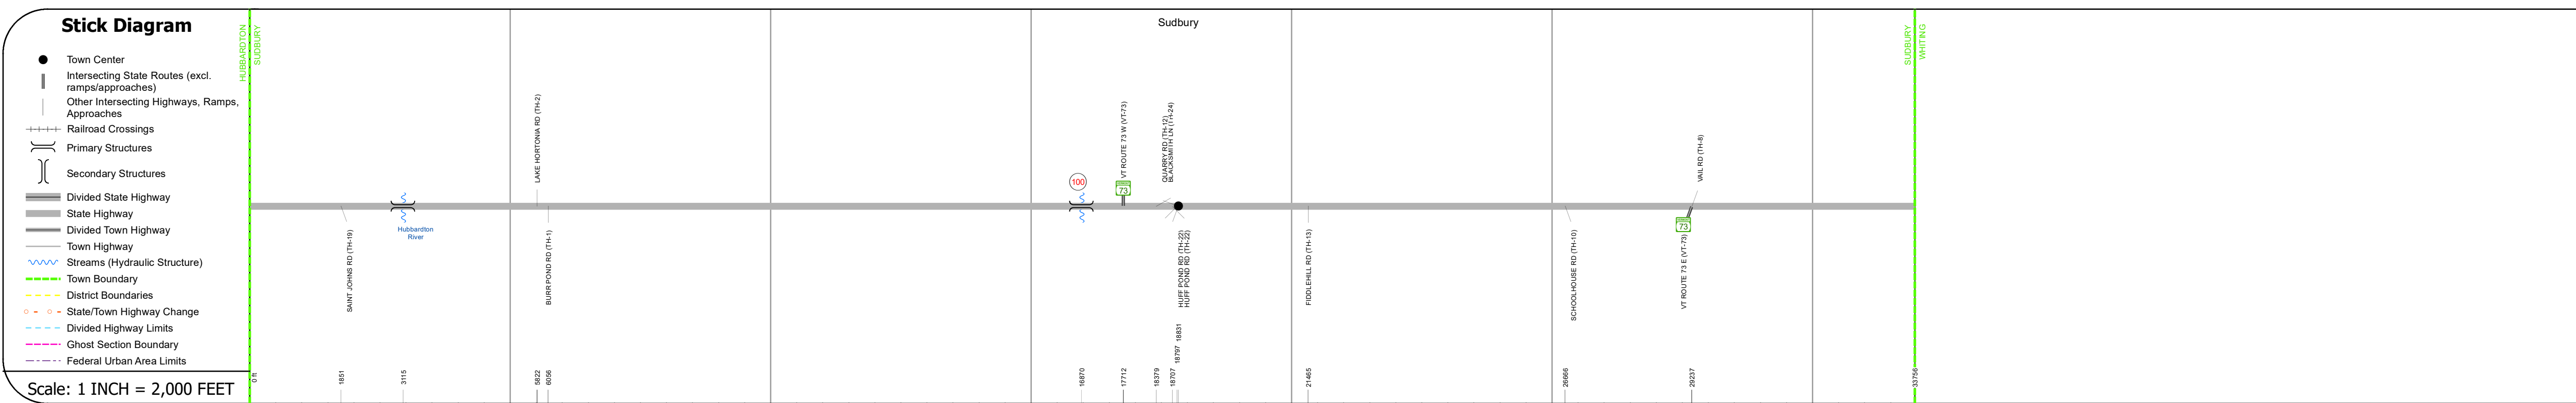 Stick Diagram
Town Center
Intersecting State Routes (excl.
ramps/approaches)
Other Intersecting Highways, Ramps,
Approaches
Railroad Crossings
Primary Structures
Secondary Structures
Divided State Highway
State Highway
Divided Town Highway
Town Highway
Streams (Hydraulic Structure)
Town Boundary
District Boundaries
State/Town Highway Change
Divided Highway Limits
Ghost Section Boundary
Federal Urban Area Limits
Scale: 1 INCH = 2,000 FEET
HUBBARDTON
SUDBURY
Sudbury
SUDBURY
WHITING
SAINT JOHNS RD (TH-19)
Hubbardton
River
LAKE HORTONIA RD (TH-2)
BURR POND RD (TH-1)
100
VT ROUTE 73 W (VT-73)
73
QUARRY RD (TH-12)
BLACKSMITH LN (TH-24)
HUFF POND RD (TH-22)
HUFF POND RD (TH-22)
FIDDLEHILL RD (TH-13)
SCHOOLHOUSE RD (TH-10)
VAIL RD (TH-8)
73
VT ROUTE 73 E (VT-73)
0 ft
1851
3115
5822
6056
16870
17712
18379
18707
18797
18831
21465
26666
29237
33756